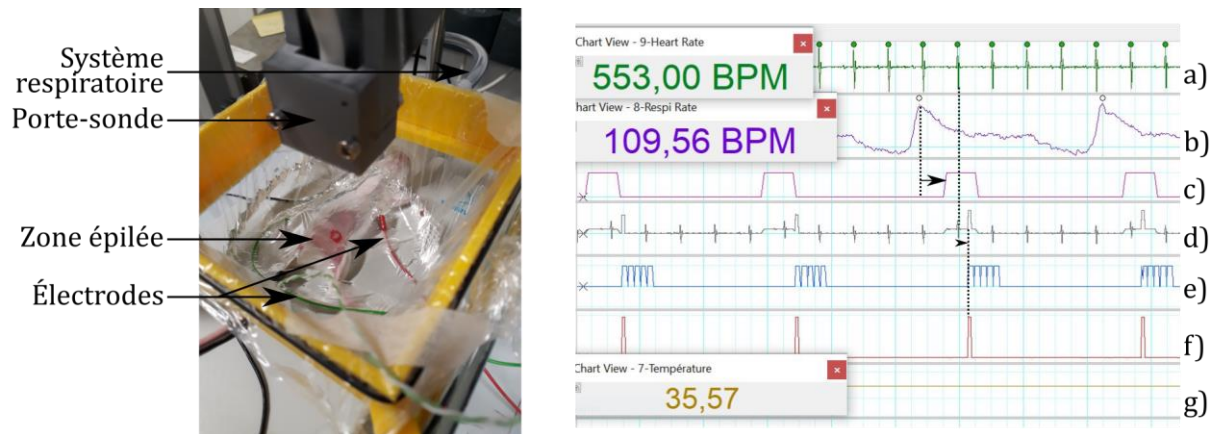 Système
respiratoire
Porte-sonde
Zone épilée
Électrodes
Chart View - 9-Heart Rate
553,00 BPM
hart View - 8-Respi Rate
109,56 BPM
Chart View - 7-Température
35,57
a)
b)
c)
d)
e)
f)
g)